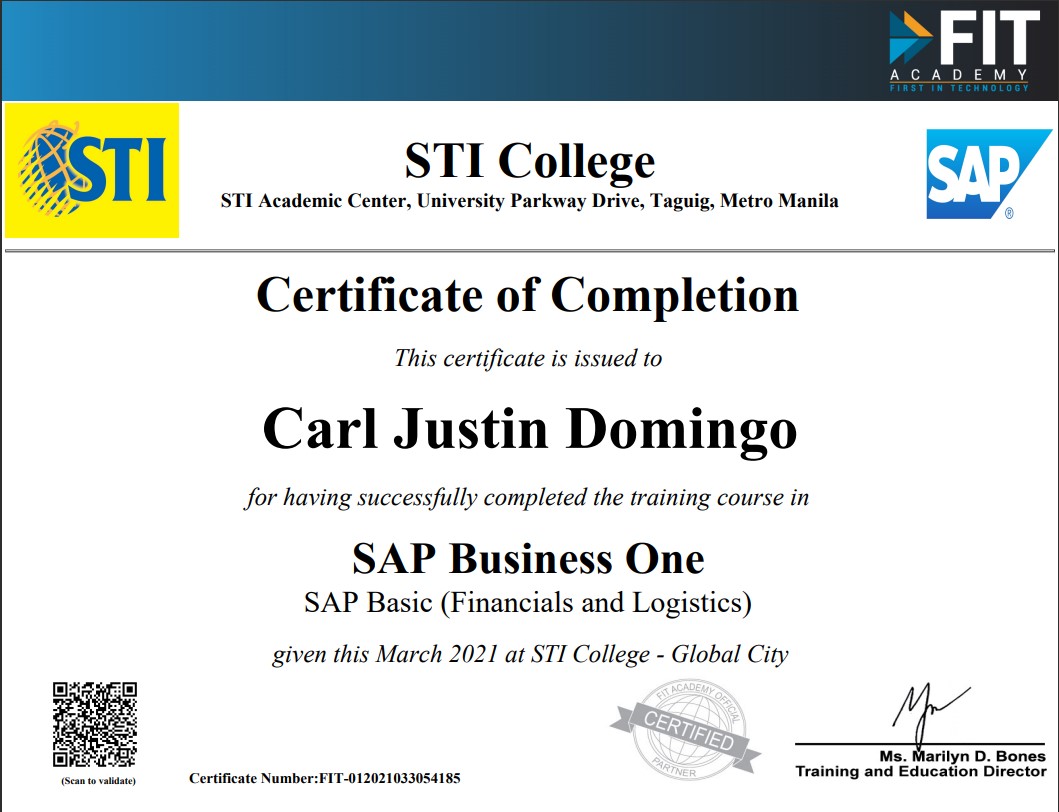 FIT
ACADEMY
FIRST IN TECHNOLOGY
STI
STI College
STI Academic Center, University Parkway Drive, Taguig, Metro Manila
SAP
®
Certificate of Completion
This certificate is issued to
Carl Justin Domingo
for having successfully completed the training course in
SAP Business One
SAP Basic (Financials and Logistics)
given this March 2021 at STI College - Global City
FIT ACADEMY OFFICIAL
CERTIFIED
PARTNER
Ms. Marilyn D. Bones
Training and Education Director
(Scan to validate)
Certificate Number:FIT-012021033054185